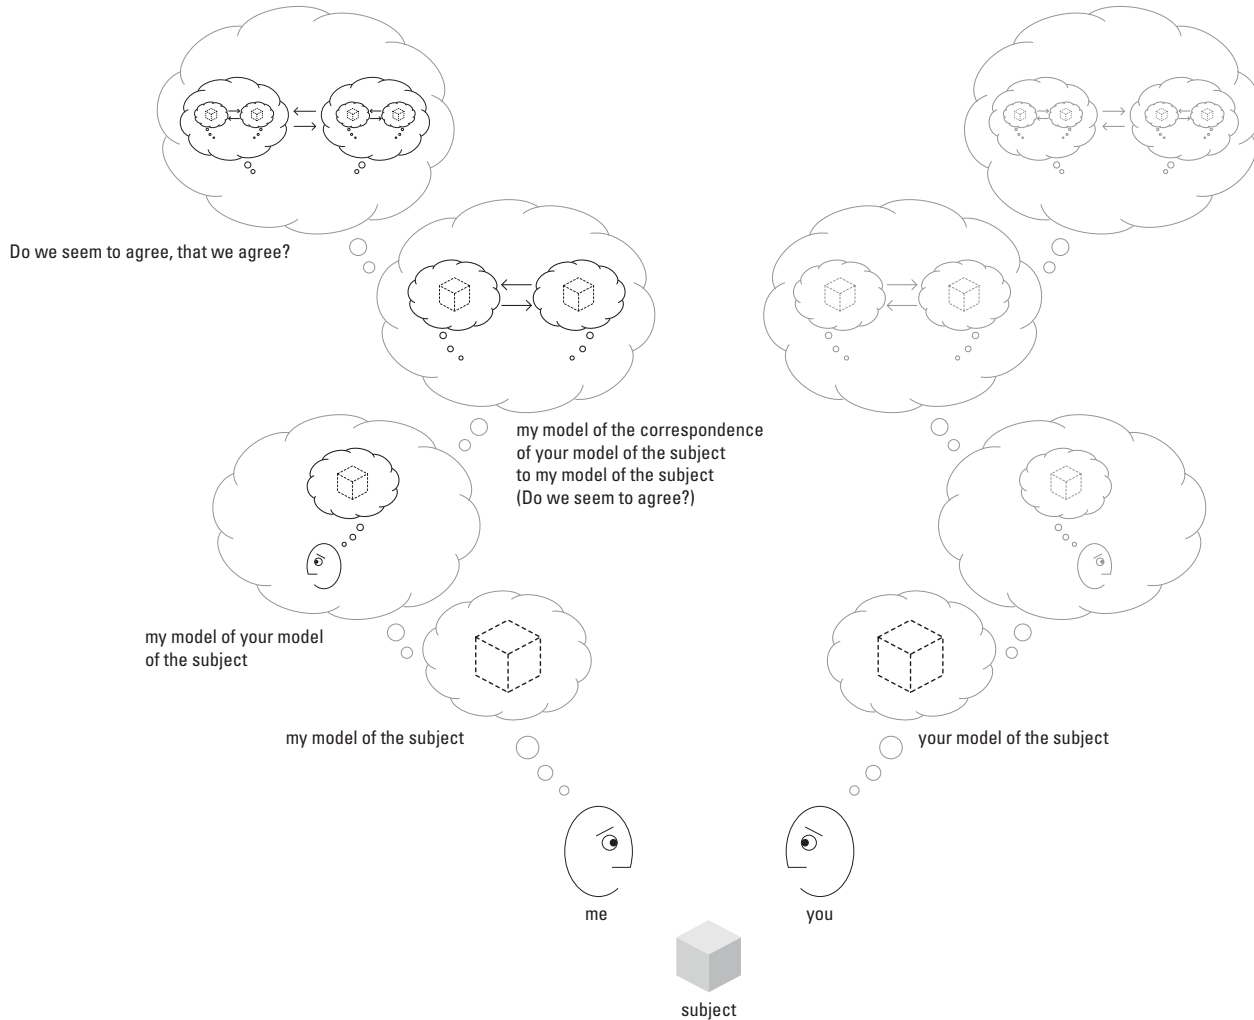 Do we seem to agree, that we agree?
my model of the correspondence
of your model of the subject
to my model of the subject
(Do we seem to agree?)
my model of your model
of the subject
my model of the subject
your model of the subject
me
you
subject